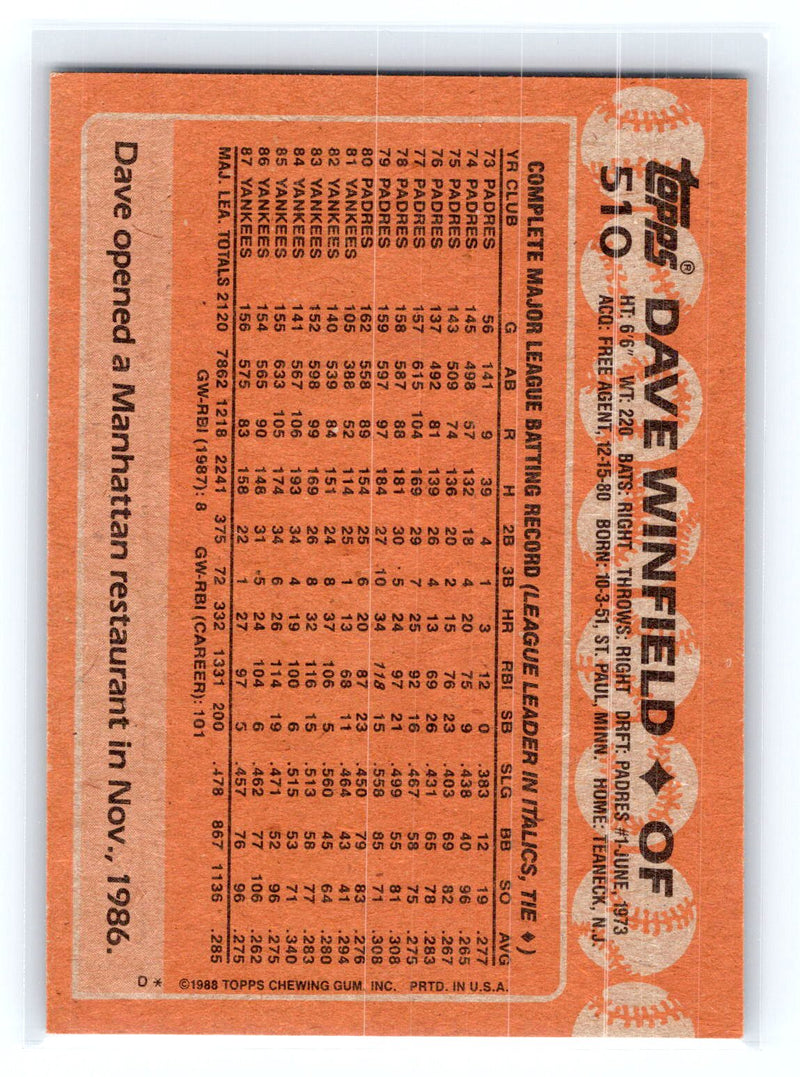 topps®
510
DAVE WINFIELD ♦ OF
HT: 6'6" WT: 220 BATS: RIGHT THROWS: RIGHT DRFT: PADRES #1-JUNE, 1973
ACQ: FREE AGENT, 12-15-80 BORN: 10-3-51, ST. PAUL, MINN. HOME: TEANECK, N.J.
COMPLETE MAJOR LEAGUE BATTING RECORD (LEAGUE LEADER IN ITALICS, TIE ♦)
YR CLUB G AB R H 2B 3B HR RBI SB SLG BB SO AVG
73 PADRES 56 141 9 39 4 1 3 12 0 .383 12 19 .277
74 PADRES 145 498 57 132 18 4 20 75 9 .438 40 96 .265
75 PADRES 143 509 74 136 20 2 15 76 23 .403 69 82 .267
76 PADRES 137 492 81 139 26 4 13 69 26 .431 65 78 .283
77 PADRES 157 615 104 169 29 7 25 92 16 .467 58 75 .275
78 PADRES 158 587 88 181 30 5 24 97 21 .499 55 81 .308
79 PADRES 159 597 97 184 27 10 34 118 15 .558 85 71 .308
80 PADRES 162 558 89 154 25 6 20 87 23 .450 79 83 .276
81 YANKEES 105 388 52 114 25 1 13 68 11 .464 43 41 .294
82 YANKEES 140 539 84 151 24 8 37 106 5 .560 45 64 .280
83 YANKEES 152 598 99 169 26 8 32 116 15 .513 58 77 .283
84 YANKEES 141 567 106 193 34 4 19 100 6 .515 53 71 .340
85 YANKEES 155 633 105 174 34 6 26 114 19 .471 52 96 .275
86 YANKEES 154 565 90 148 31 5 24 104 6 .462 77 106 .262
87 YANKEES 156 575 83 158 22 1 27 97 5 .457 76 96 .275
MAJ. LEA. TOTALS 2120 7862 1218 2241 375 72 332 1331 200 .478 867 1136 .285
GW-RBI (1987): 8 GW-RBI (CAREER): 101
©1988 TOPPS CHEWING GUM, INC. PRTD. IN U.S.A.
D *
Dave opened a Manhattan restaurant in Nov., 1986.